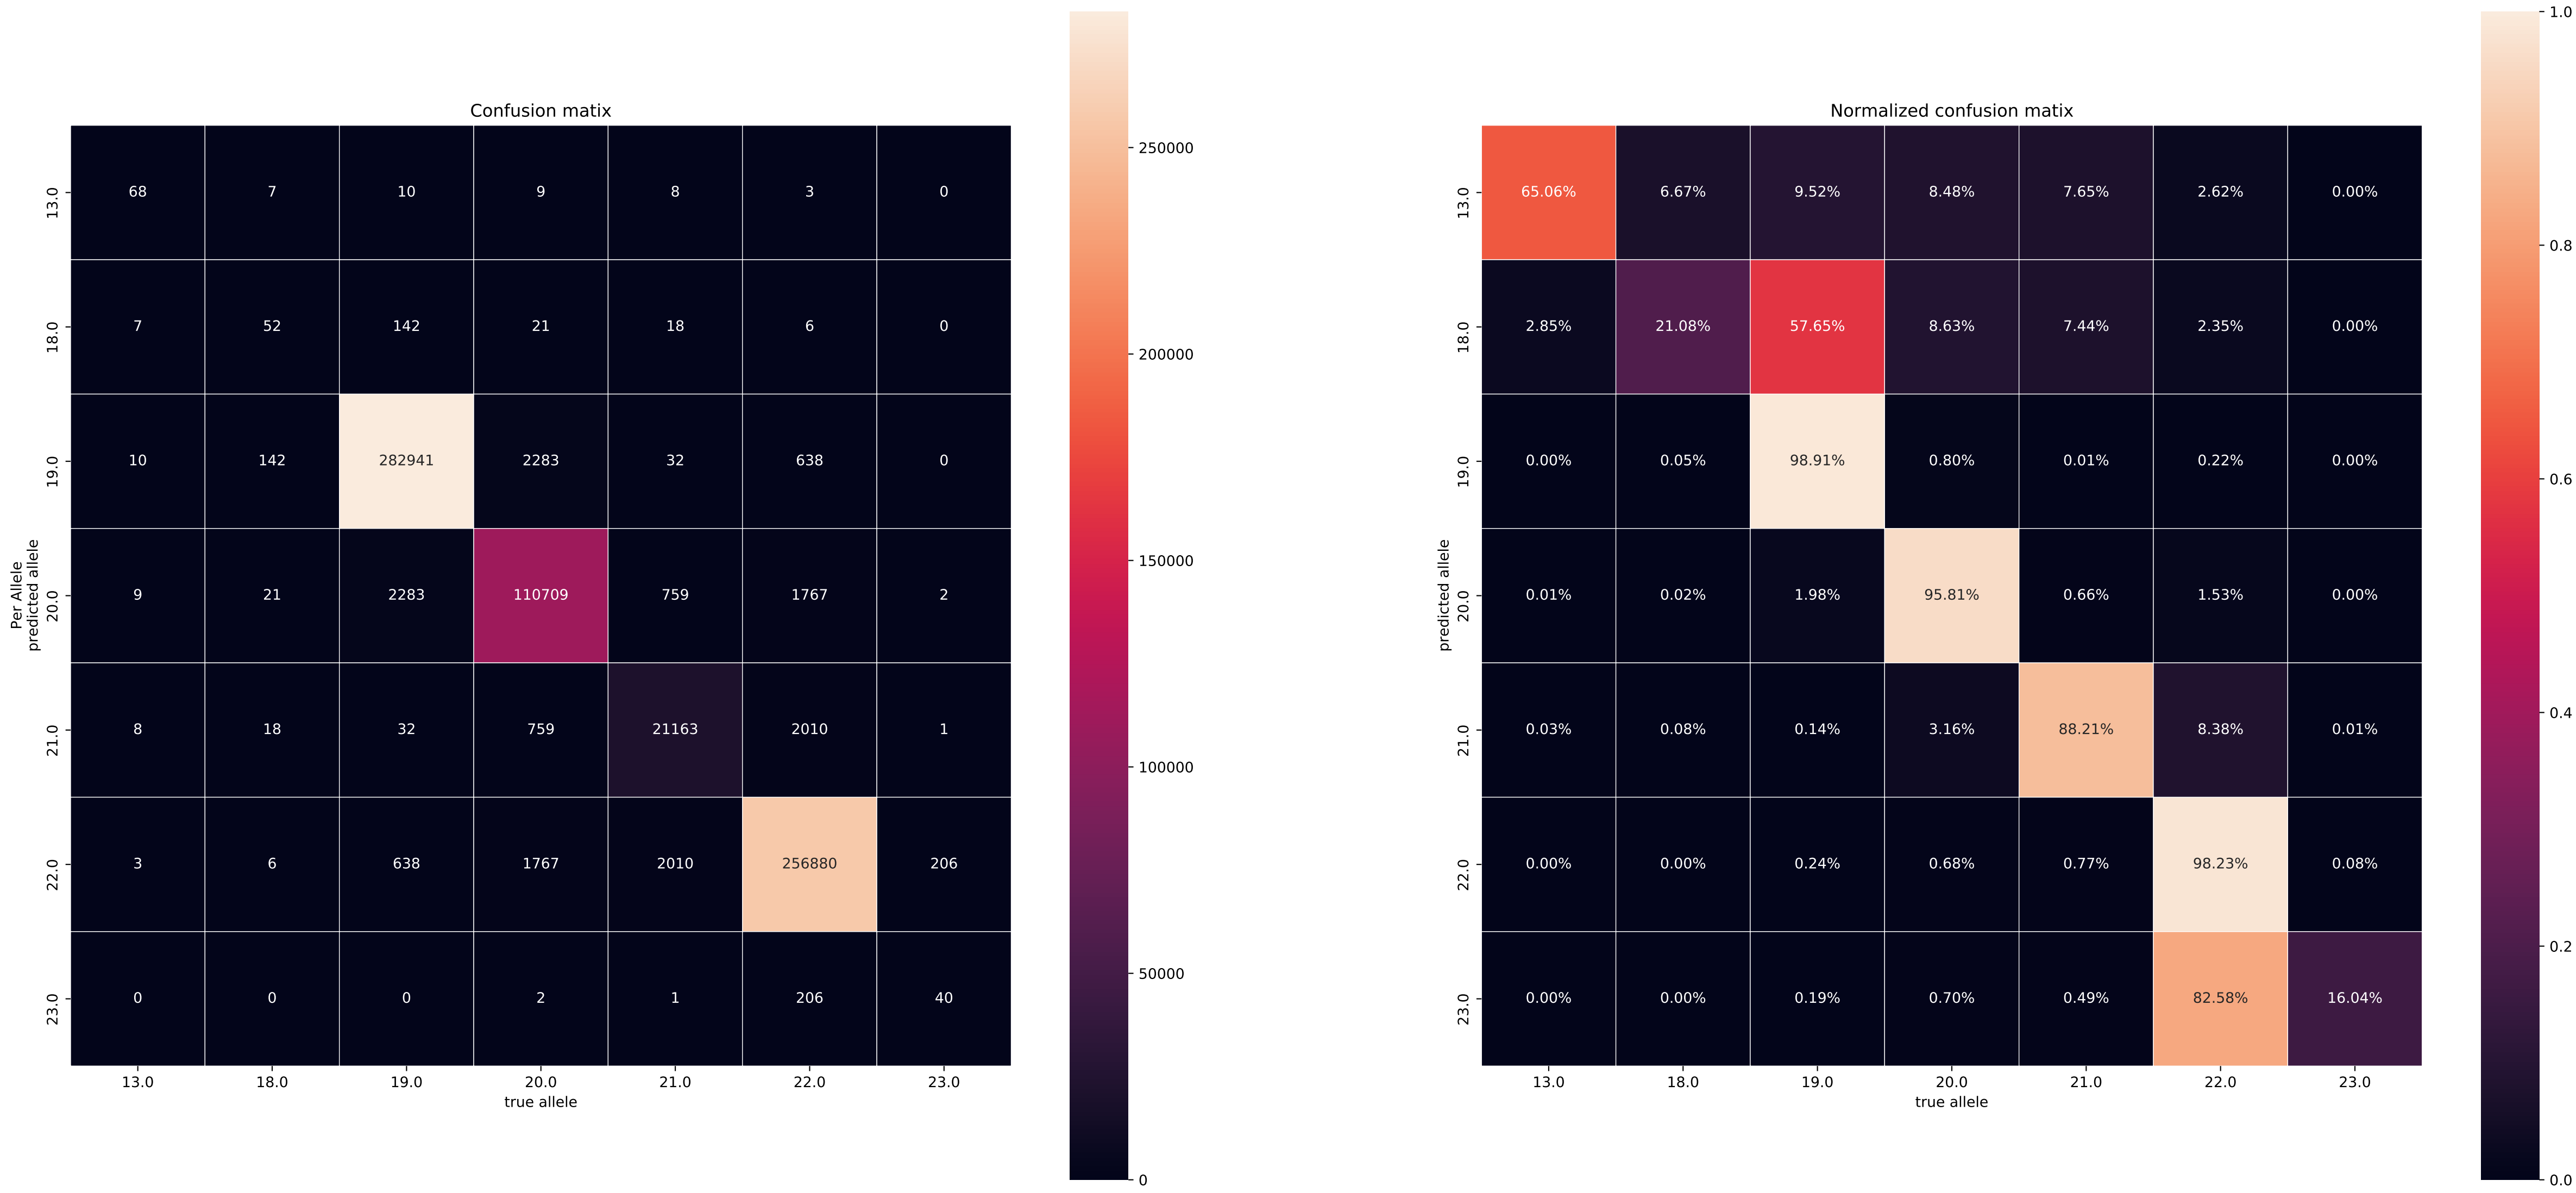 Confusion matix
Per Allele
predicted allele
13.0 68 7 10 9 8 3 0
18.0 7 52 142 21 18 6 0
19.0 10 142 282941 2283 32 638 0
20.0 9 21 2283 110709 759 1767 2
21.0 8 18 32 759 21163 2010 1
22.0 3 6 638 1767 2010 256880 206
23.0 0 0 0 2 1 206 40
13.0 18.0 19.0 20.0 21.0 22.0 23.0
true allele
250000
200000
150000
100000
50000
0
Normalized confusion matix
predicted allele
13.0 65.06% 6.67% 9.52% 8.48% 7.65% 2.62% 0.00%
18.0 2.85% 21.08% 57.65% 8.63% 7.44% 2.35% 0.00%
19.0 0.00% 0.05% 98.91% 0.80% 0.01% 0.22% 0.00%
20.0 0.01% 0.02% 1.98% 95.81% 0.66% 1.53% 0.00%
21.0 0.03% 0.08% 0.14% 3.16% 88.21% 8.38% 0.01%
22.0 0.00% 0.00% 0.24% 0.68% 0.77% 98.23% 0.08%
23.0 0.00% 0.00% 0.19% 0.70% 0.49% 82.58% 16.04%
13.0 18.0 19.0 20.0 21.0 22.0 23.0
true allele
1.0
0.8
0.6
0.4
0.2
0.0